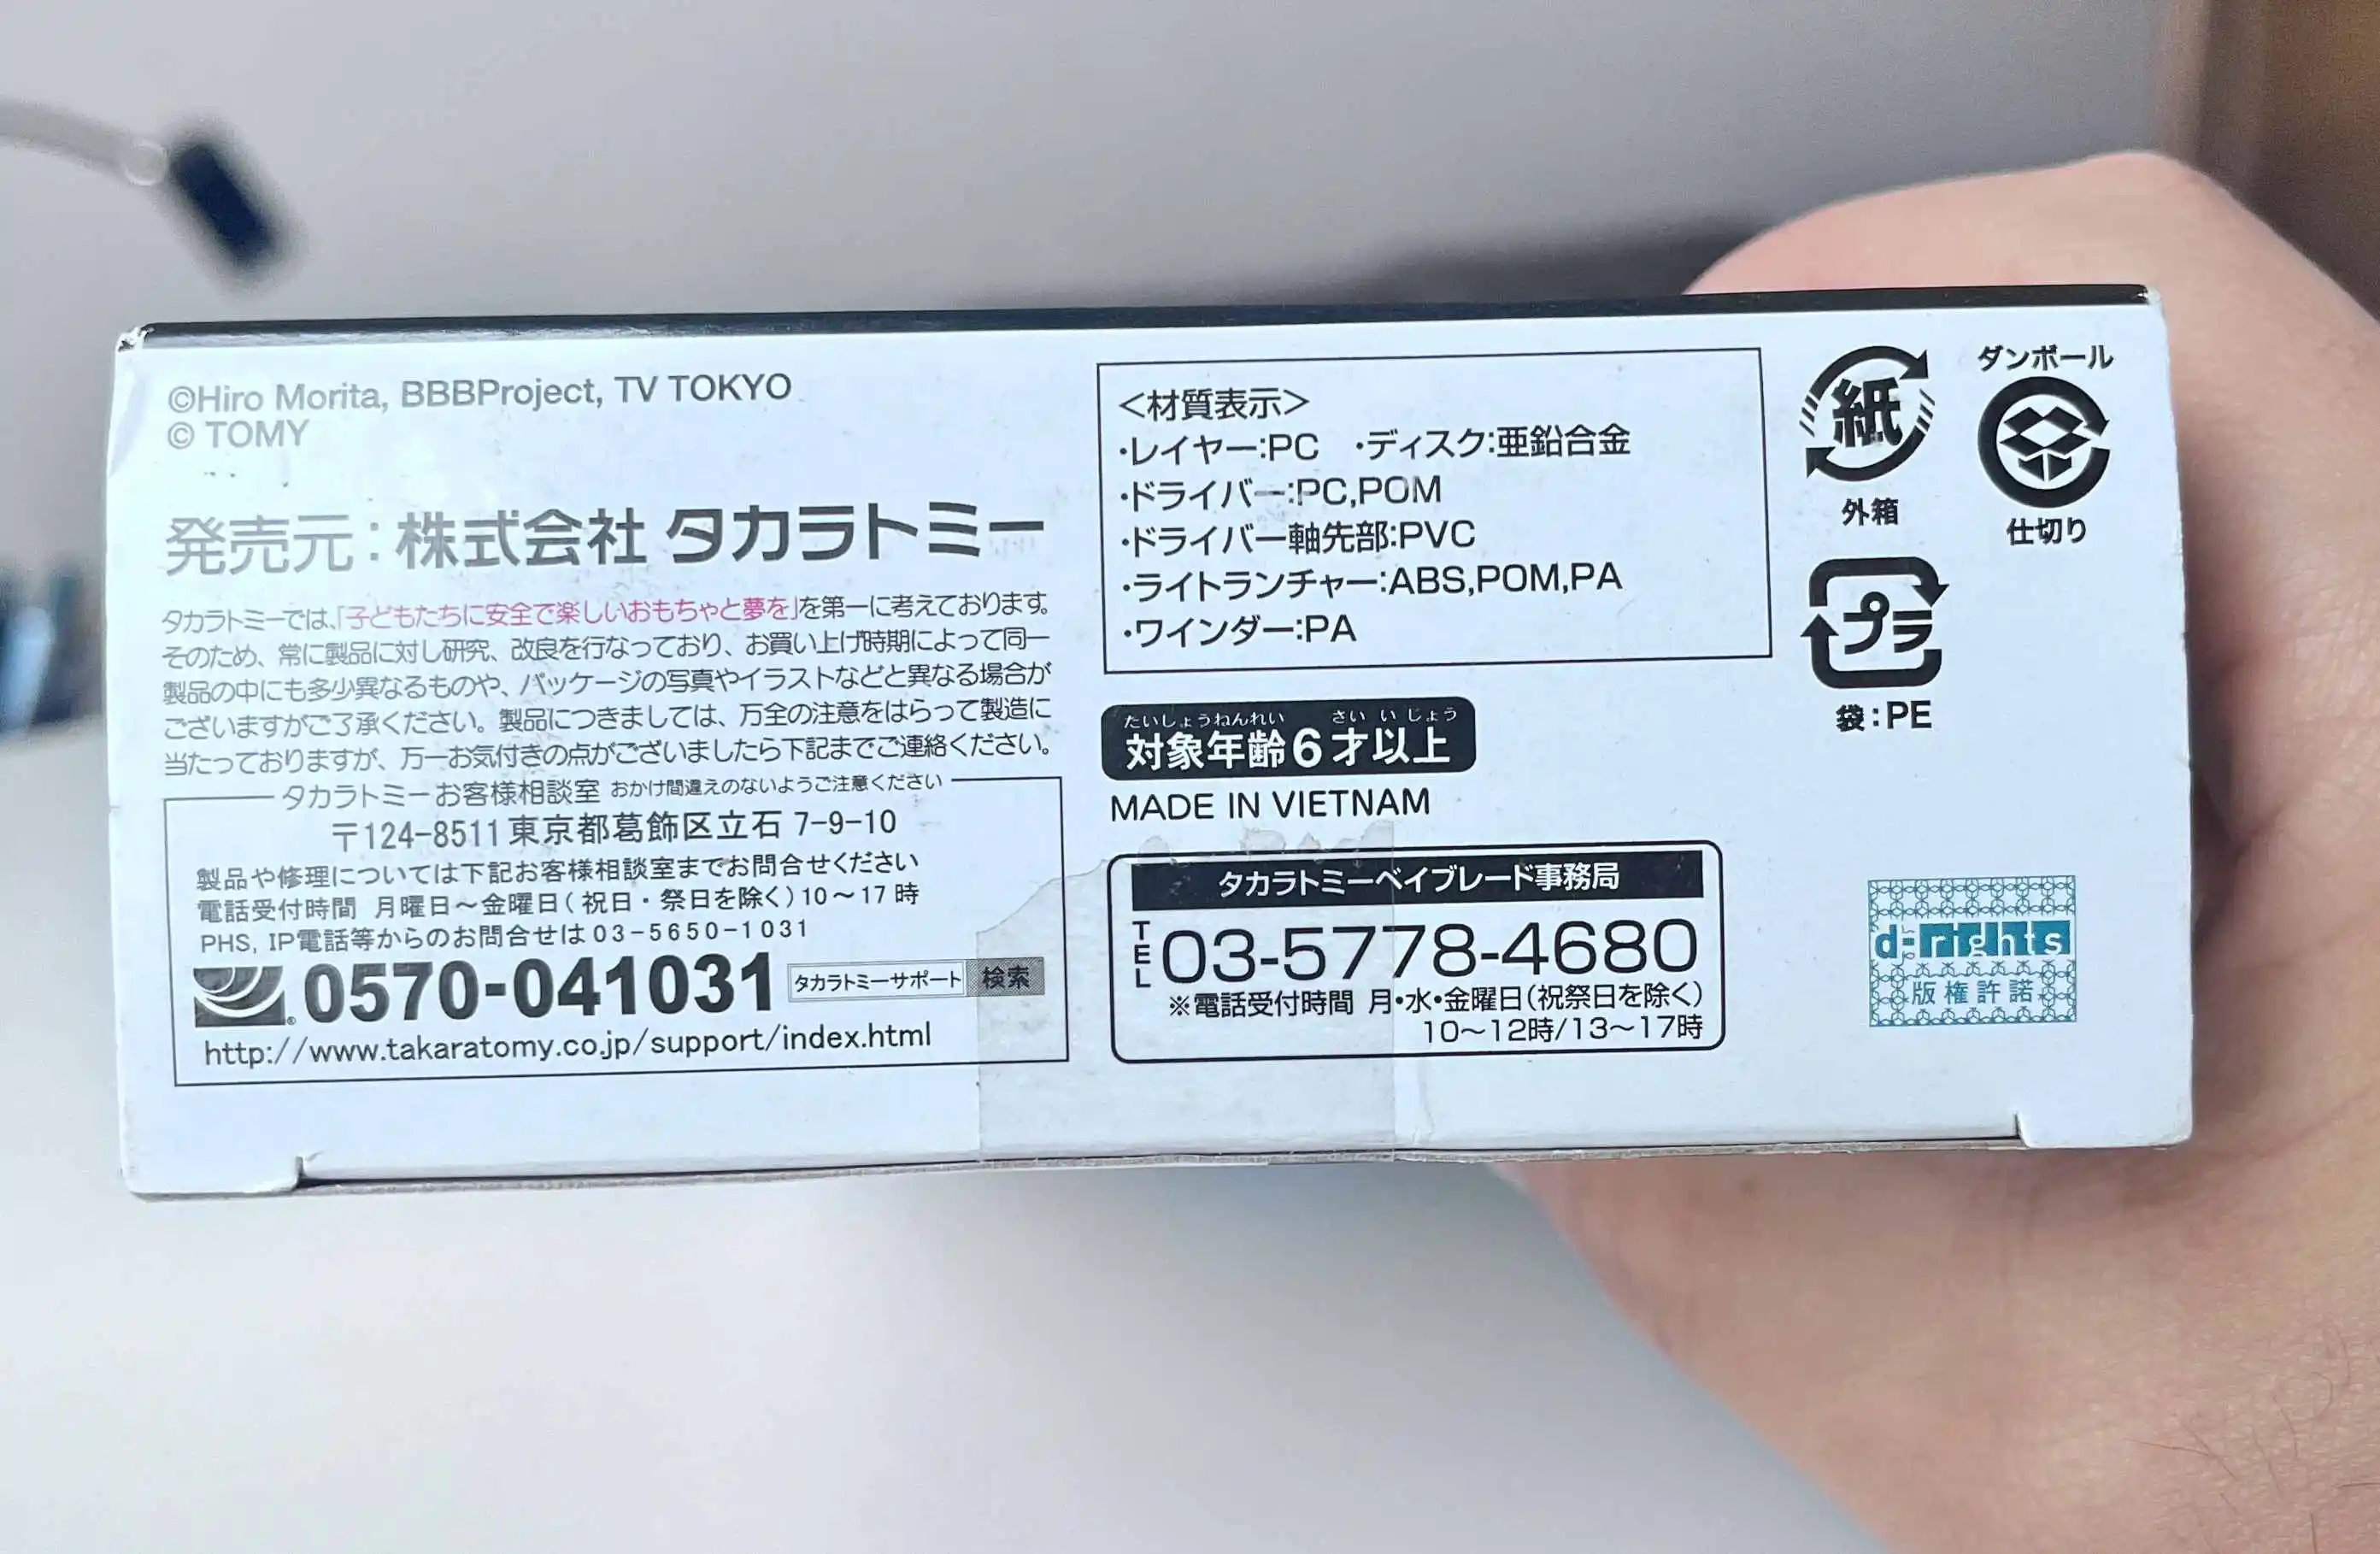 ©Hiro Morita, BBBProject, TV TOKYO
© TOMY
発売元:株式会社 タカラトミー
タカラトミーでは、「子どもたちに安全で楽しいおもちゃと夢を」を第一に考えております。
そのため、常に製品に対し研究、改良を行なっており、お買い上げ時期によって同一
製品の中にも多少異なるものや、パッケージの写真やイラストなどと異なる場合が
ございますがご了承ください。製品につきましては、万全の注意をはらって製造に
当たっておりますが、万一お気付きの点がございましたら下記までご連絡ください。
タカラトミーお客様相談室 おかけ間違えのないようご注意ください
〒124-8511 東京都葛飾区立石 7-9-10
製品や修理については下記お客様相談室までお問合せください
電話受付時間 月曜日〜金曜日(祝日・祭日を除く)10〜17時
PHS, IP電話等からのお問合せは 03-5650-1031
0570-041031 タカラトミーサポート 検索
http://www.takaratomy.co.jp/support/index.html
<材質表示>
・レイヤー:PC ・ディスク:亜鉛合金
・ドライバー:PC,POM
・ドライバー軸先部:PVC
・ライトランチャー:ABS,POM,PA
・ワインダー:PA
たいしょうねんれい さい い じょう
対象年齢6才以上
MADE IN VIETNAM
タカラトミーベイブレード事務局
TEL 03-5778-4680
※電話受付時間 月・水・金曜日(祝祭日を除く)
10〜12時/13〜17時
紙
外箱
ダンボール
仕切り
プラ
袋:PE
d-rights
版権許諾